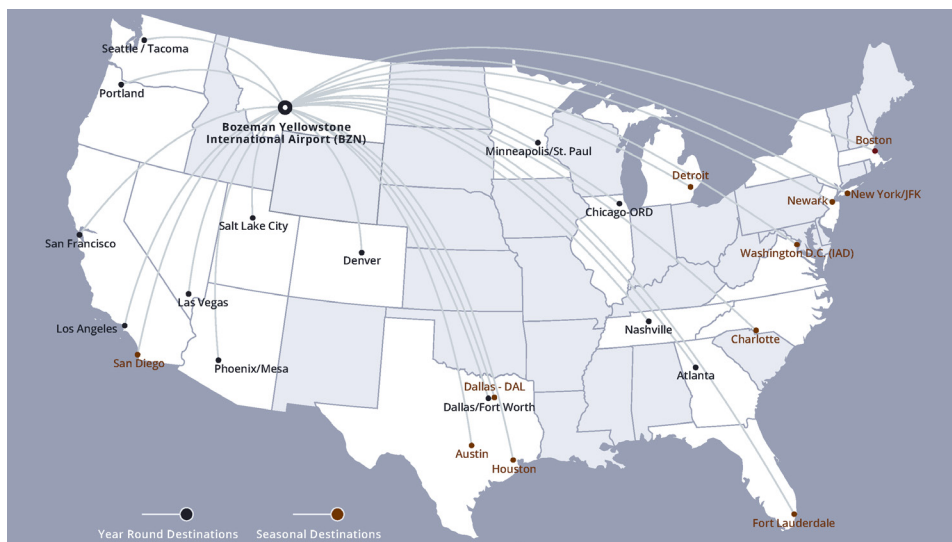 Seattle / Tacoma
Portland
Bozeman Yellowstone
International Airport (BZN)
Minneapolis/St. Paul
Boston
Detroit
New York/JFK
Newark
Chicago-ORD
Salt Lake City
San Francisco
Washington D.C. (IAD)
Denver
Las Vegas
Los Angeles
Nashville
Charlotte
San Diego
Phoenix/Mesa
Atlanta
Dallas - DAL
Dallas/Fort Worth
Austin
Houston
Fort Lauderdale
Year Round Destinations
Seasonal Destinations